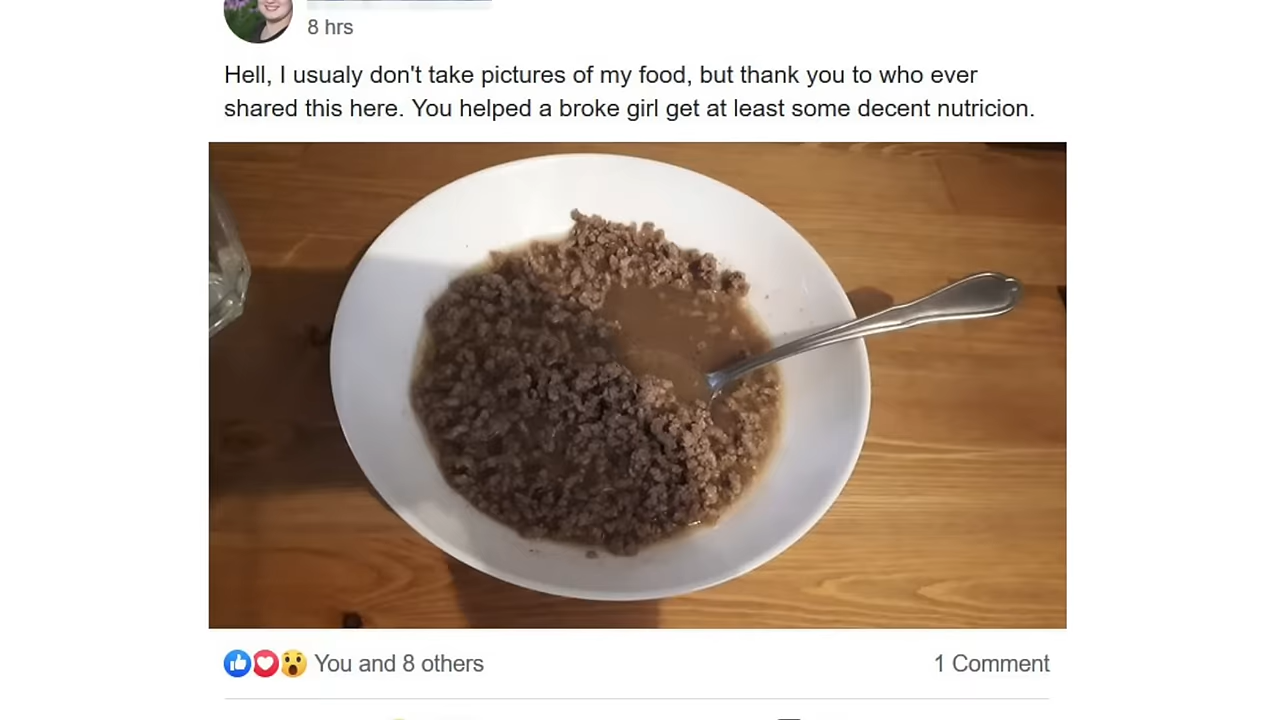 8 hrs
Hell, I usualy don't take pictures of my food, but thank you to who ever
shared this here. You helped a broke girl get at least some decent nutricion.
You and 8 others
1 Comment